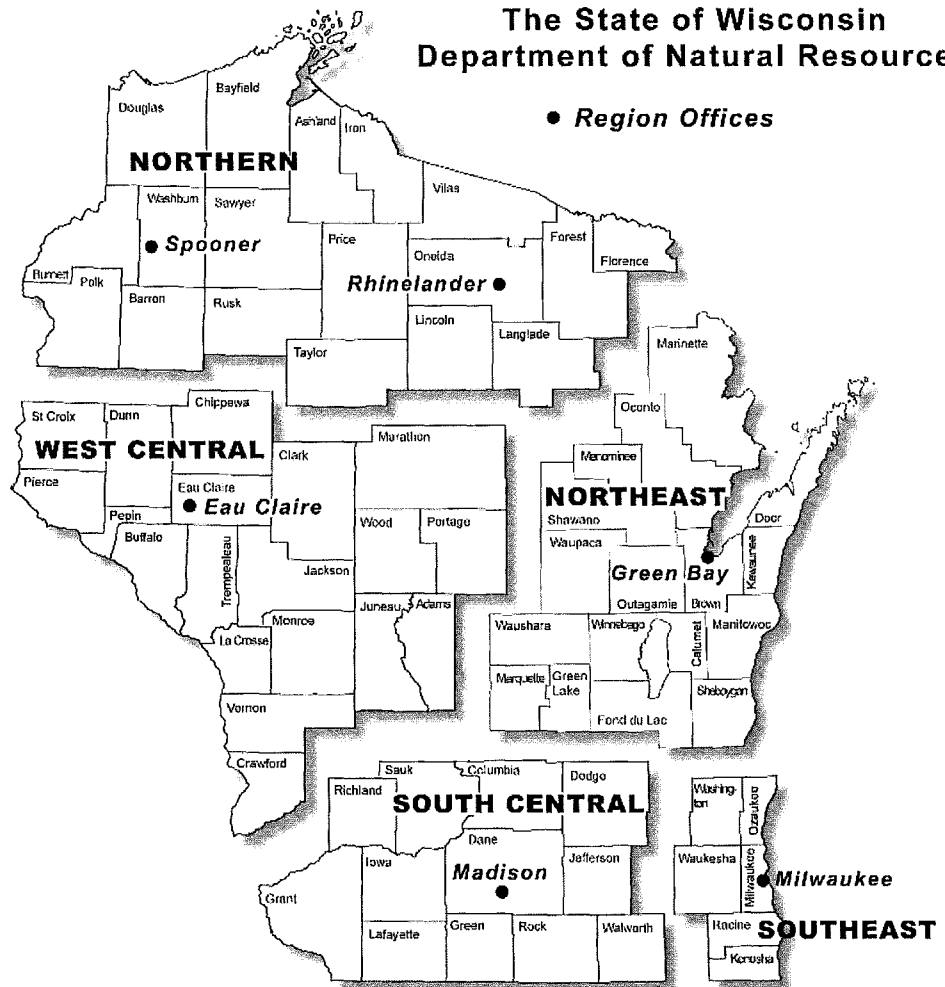 The State of Wisconsin
Department of Natural Resource
Region Offices
Douglas
Bayfield
Ashland
Iron
NORTHERN
Vilas
Washburn
Sawyer
Spooner
Price
Forest
Florence
Oneida
Burnett
Polk
Rhinelander
Barron
Rusk
Lincoln
Langlade
Taylor
Marinette
St Croix
Dunn
Chippewa
Oconto
WEST CENTRAL
Clark
Marathon
Menominee
Pierce
Eau Claire
Eau Claire
NORTHEAST
Pepin
Buffalo
Wood
Portage
Shawano
Waupaca
Door
Kewaunee
Trempealeau
Jackson
Green Bay
Juneau
Adams
Outagamie
Brown
Monroe
La Crosse
Waushara
Winnebago
Calumet
Manitowoc
Marquette
Green
Lake
Sheboygan
Vernon
Fond du Lac
Crawford
Sauk
Columbia
Dodge
Richland
SOUTH CENTRAL
Washing-
ton
Ozaukee
Dane
Iowa
Jefferson
Waukesha
Milwaukee
Madison
Milwaukee
Grant
Lafayette
Green
Rock
Walworth
Racine
SOUTHEAST
Kenosha